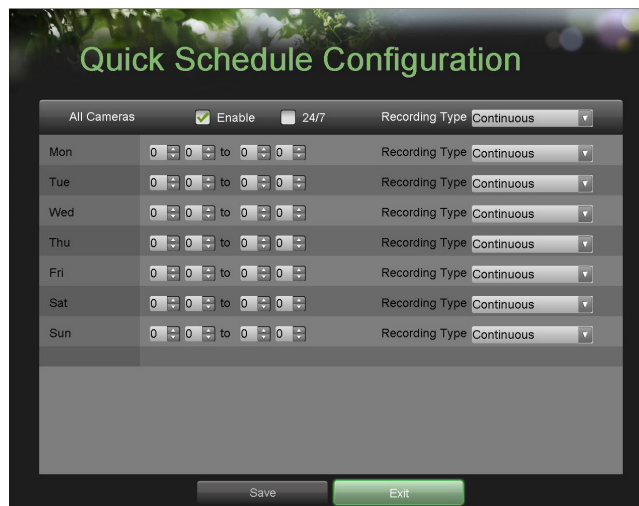 Quick Schedule Configuration
All Cameras Enable 24/7 Recording Type Continuous
Mon 0 0 to 0 0 Recording Type Continuous
Tue 0 0 to 0 0 Recording Type Continuous
Wed 0 0 to 0 0 Recording Type Continuous
Thu 0 0 to 0 0 Recording Type Continuous
Fri 0 0 to 0 0 Recording Type Continuous
Sat 0 0 to 0 0 Recording Type Continuous
Sun 0 0 to 0 0 Recording Type Continuous
Save Exit